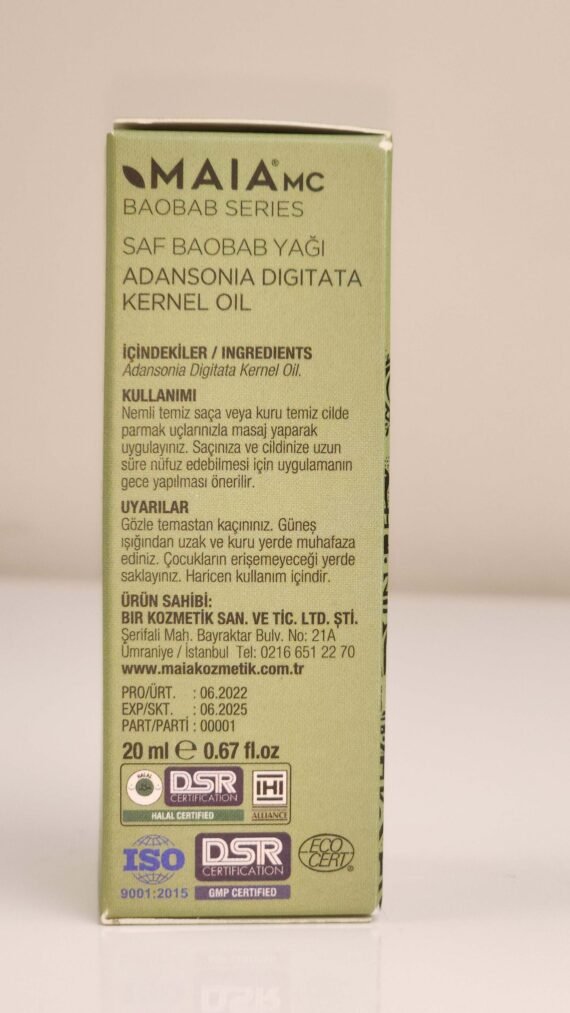 MAIA® MC
BAOBAB SERIES
SAF BAOBAB YAĞI
ADANSONIA DIGITATA
KERNEL OIL
İÇİNDEKİLER / INGREDIENTS
Adansonia Digitata Kernel Oil.
KULLANIMI
Nemli temiz saça veya kuru temiz cilde
parmak uçlarınızla masaj yaparak
uygulayınız. Saçınıza ve cildinize uzun
süre nüfuz edebilmesi için uygulamanın
gece yapılması önerilir.
UYARILAR
Gözle temastan kaçınınız. Güneş
ışığından uzak ve kuru yerde muhafaza
ediniz. Çocukların erişemeyeceği yerde
saklayınız. Haricen kullanım içindir.
ÜRÜN SAHİBİ:
BIR KOZMETİK SAN. VE TİC. LTD. ŞTİ.
Şerifali Mah. Bayraktar Bulv. No: 21A
Ümraniye / İstanbul Tel: 0216 651 22 70
www.maiakozmetik.com.tr
PRO/ÜRT. : 06.2022
EXP/SKT. : 06.2025
PART/PARTİ : 00001
20 ml ℮ 0.67 fl.oz
HALAL DSR IHI
CERTIFICATION
HALAL CERTIFIED ALLIANCE
ISO DSR ECO
CERTIFICATION CERT®
9001:2015 GMP CERTIFIED